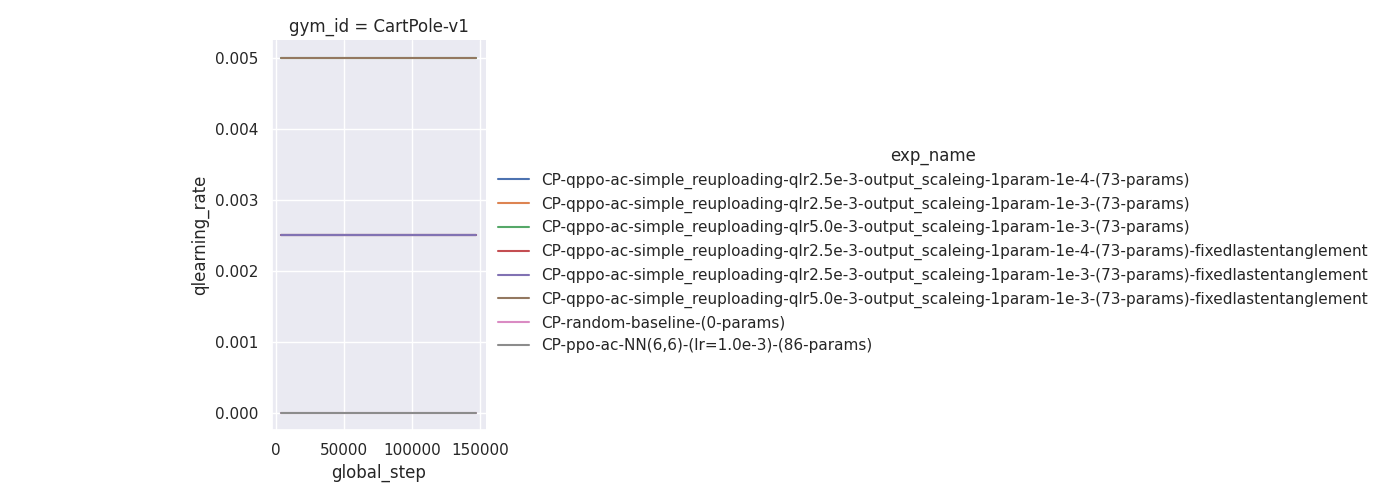 gym_id = CartPole-v1
0.005
0.004
0.003
0.002
0.001
0.000
qlearning_rate
0
50000
100000
150000
global_step
exp_name
CP-qppo-ac-simple_reuploading-qlr2.5e-3-output_scaleing-1param-1e-4-(73-params)
CP-qppo-ac-simple_reuploading-qlr2.5e-3-output_scaleing-1param-1e-3-(73-params)
CP-qppo-ac-simple_reuploading-qlr5.0e-3-output_scaleing-1param-1e-3-(73-params)
CP-qppo-ac-simple_reuploading-qlr2.5e-3-output_scaleing-1param-1e-4-(73-params)-fixedlastentanglement
CP-qppo-ac-simple_reuploading-qlr2.5e-3-output_scaleing-1param-1e-3-(73-params)-fixedlastentanglement
CP-qppo-ac-simple_reuploading-qlr5.0e-3-output_scaleing-1param-1e-3-(73-params)-fixedlastentanglement
CP-random-baseline-(0-params)
CP-ppo-ac-NN(6,6)-(lr=1.0e-3)-(86-params)